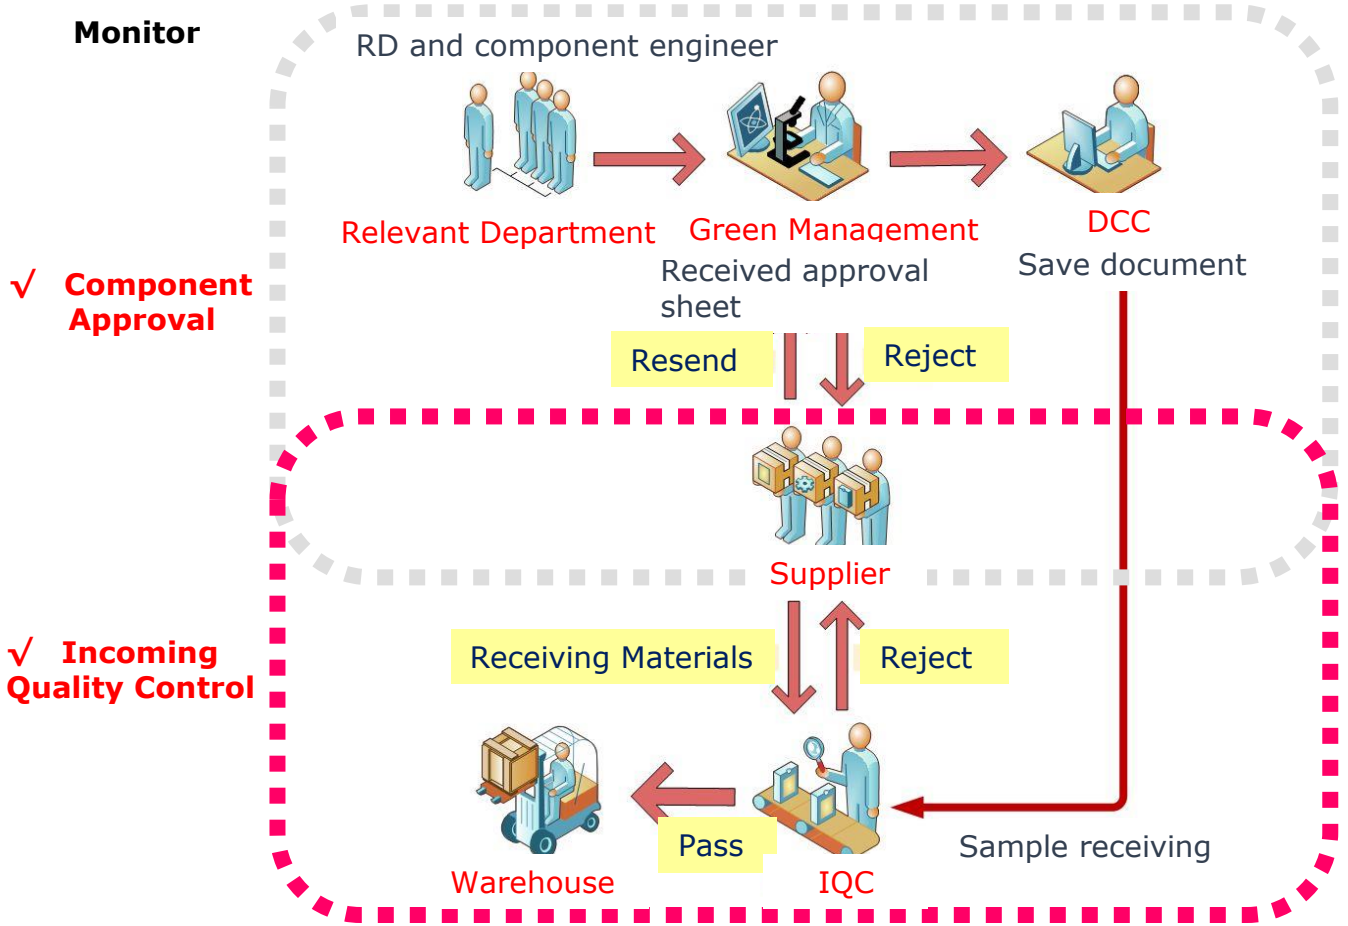 Monitor
RD and component engineer
Relevant Department
Green Management
DCC
Received approval
sheet
Save document
√ Component
Approval
Resend
Reject
Supplier
√ Incoming
Quality Control
Receiving Materials
Reject
Pass
Sample receiving
Warehouse
IQC